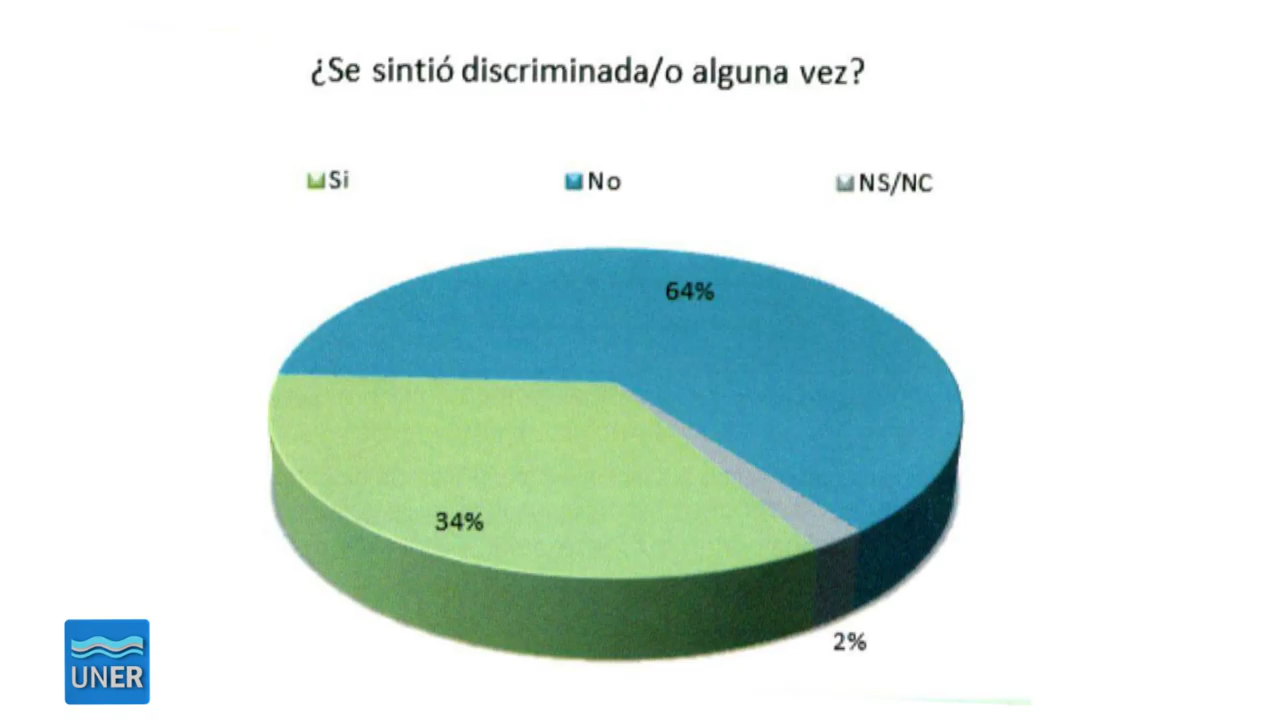 ¿Se sintió discriminada/o alguna vez?
Si No NS/NC
64%
34%
2%
UNER